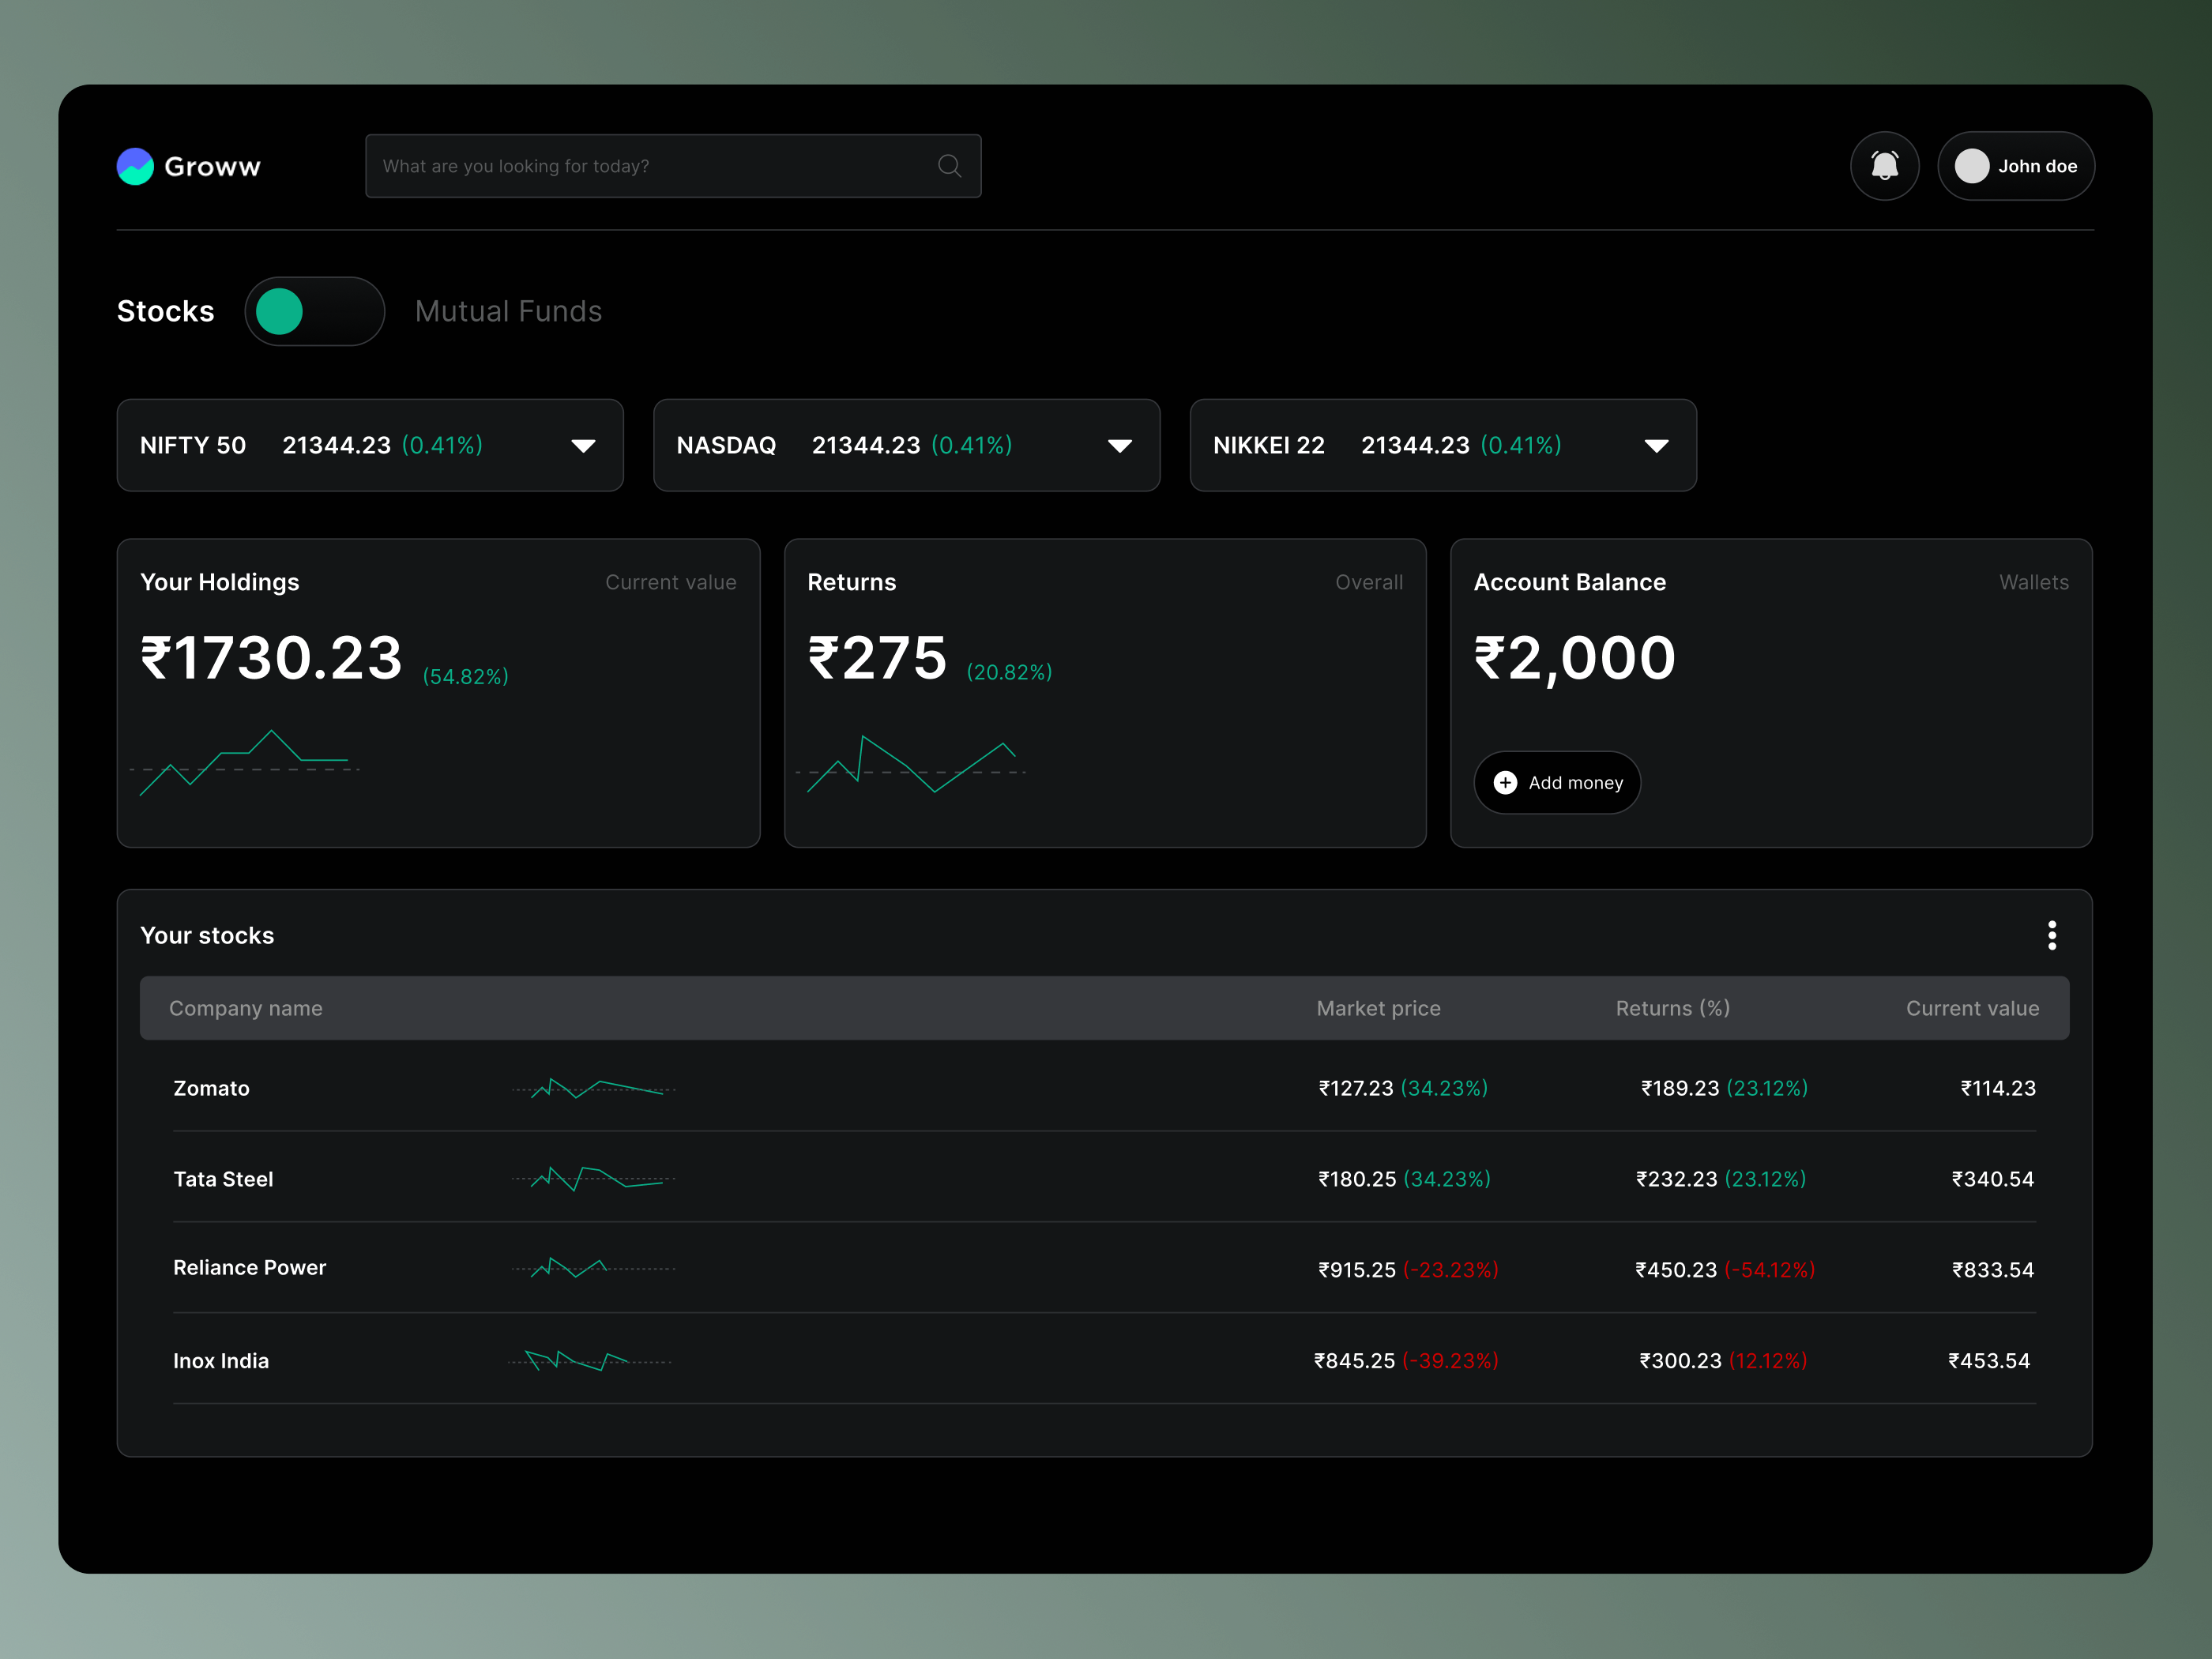 Groww
What are you looking for today?
John doe
Stocks
Mutual Funds
NIFTY 50 21344.23 (0.41%)
NASDAQ 21344.23 (0.41%)
NIKKEI 22 21344.23 (0.41%)
Your Holdings Current value
₹1730.23 (54.82%)
Returns Overall
₹275 (20.82%)
Account Balance Wallets
₹2,000
Add money
Your stocks
Company name Market price Returns (%) Current value
Zomato ₹127.23 (34.23%) ₹189.23 (23.12%) ₹114.23
Tata Steel ₹180.25 (34.23%) ₹232.23 (23.12%) ₹340.54
Reliance Power ₹915.25 (-23.23%) ₹450.23 (-54.12%) ₹833.54
Inox India ₹845.25 (-39.23%) ₹300.23 (12.12%) ₹453.54